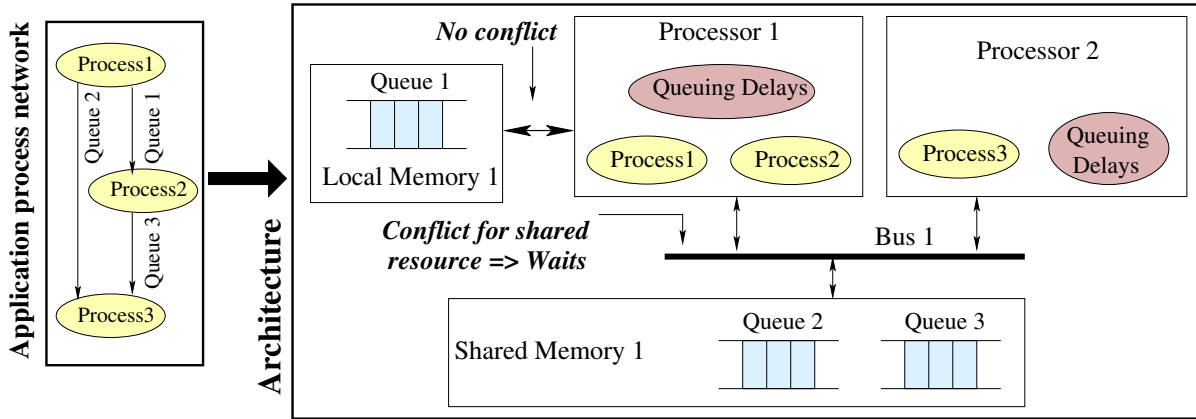 Application process network
Process1
Queue 2
Queue 1
Process2
Queue 3
Process3
Architecture
No conflict
Queue 1
Local Memory 1
Processor 1
Queuing Delays
Process1
Process2
Processor 2
Process3
Queuing
Delays
Conflict for shared
resource => Waits
Bus 1
Shared Memory 1
Queue 2
Queue 3